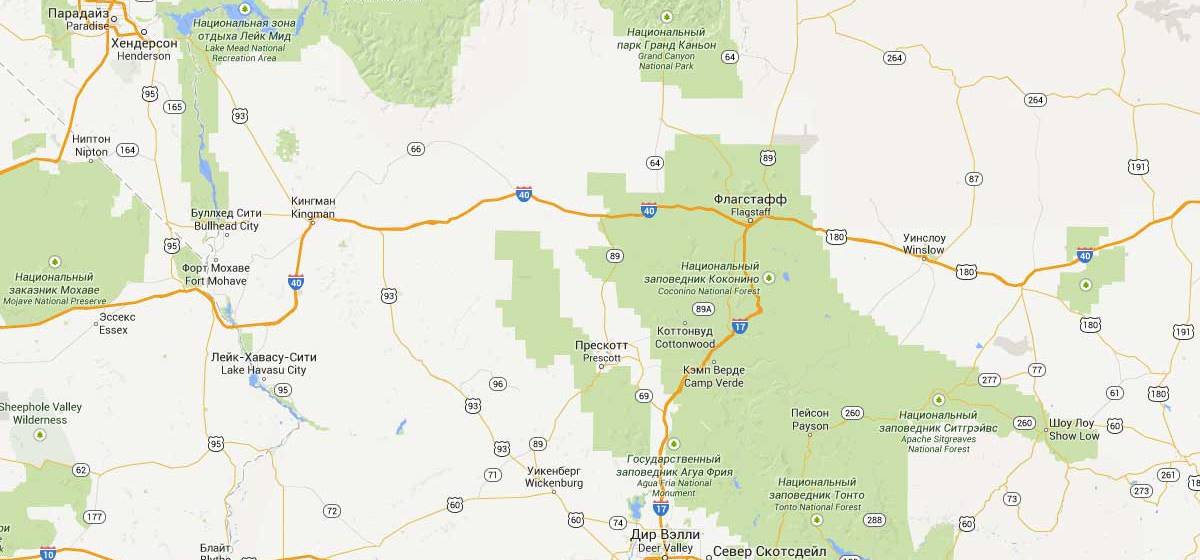 Парадайз
Paradise
Хендерсон
Henderson
Национальная зона
отдыха Лейк Мид
Lake Mead National
Recreation Area
Национальный
парк Гранд Каньон
Grand Canyon
National Park
64
264
264
95
165
93
Ниптон
Nipton
164
66
64
89
191
87
Кингман
Kingman
40
40
Флагстафф
Flagstaff
Буллхед Сити
Bullhead City
95
180
Уинслоу
Winslow
180
40
89
Форт Мохаве
Fort Mohave
Национальный
заказник Мохаве
Mojave National Preserve
40
93
Национальный
заповедник Коконино
Coconino National Forest
89A
17
Эссекс
Essex
Коттонвуд
Cottonwood
180
191
Прескотт
Prescott
Лейк-Хавасу-Сити
Lake Havasu City
95
Кэмп Верде
Camp Verde
96
69
277
77
61
180
Sheephole Valley
Wilderness
93
Пейсон
Payson
260
Национальный
заповедник Ситгрэйвс
Apache Sitgreaves
National Forest
260
Шоу Лоу
Show Low
60
95
93
89
62
71
Государственный
заповедник Агуа Фрия
Agua Fria National
Monument
Уикенберг
Wickenburg
261
Национальный
заповедник Тонто
Tonto National Forest
273
73
177
72
60
60
74
17
288
60
10
Блайт
Blythe
Дир Вэлли
Deer Valley
Север Скотсдейл